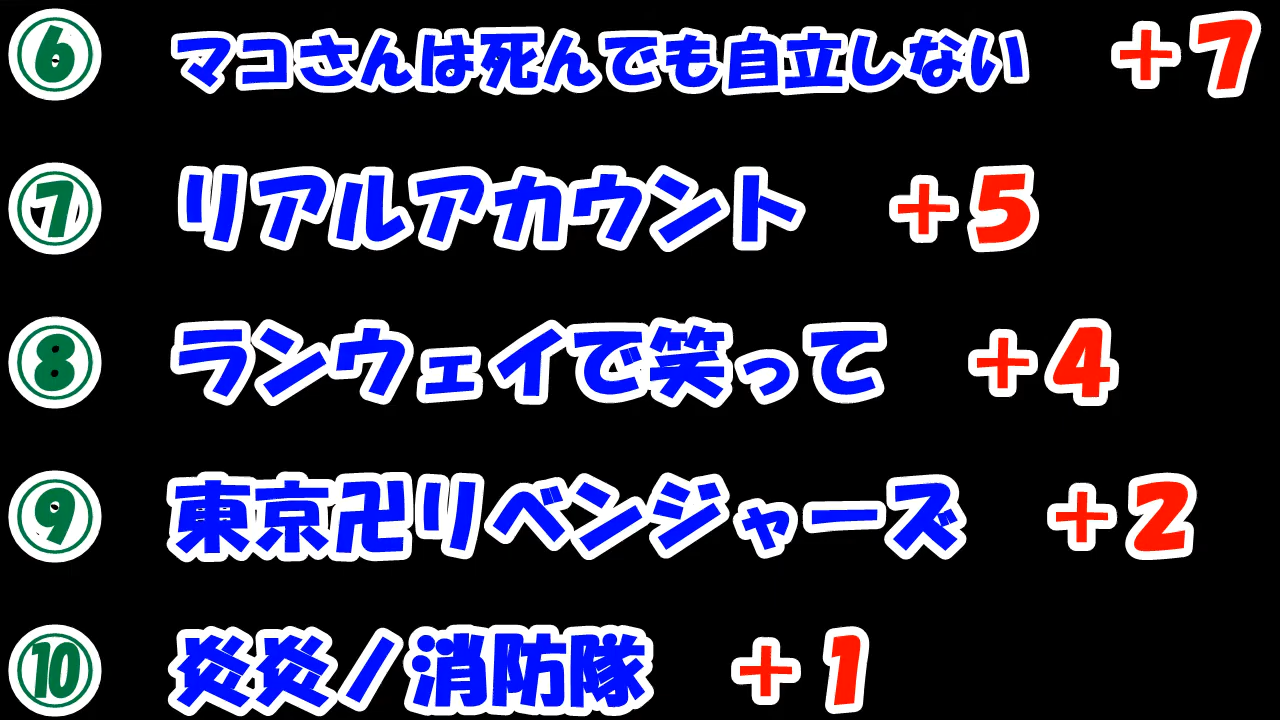 ⑥ マコさんは死んでも自立しない +7
⑦ リアルアカウント +5
⑧ ランウェイで笑って +4
⑨ 東京卍リベンジャーズ +2
⑩ 炎炎ノ消防隊 +1